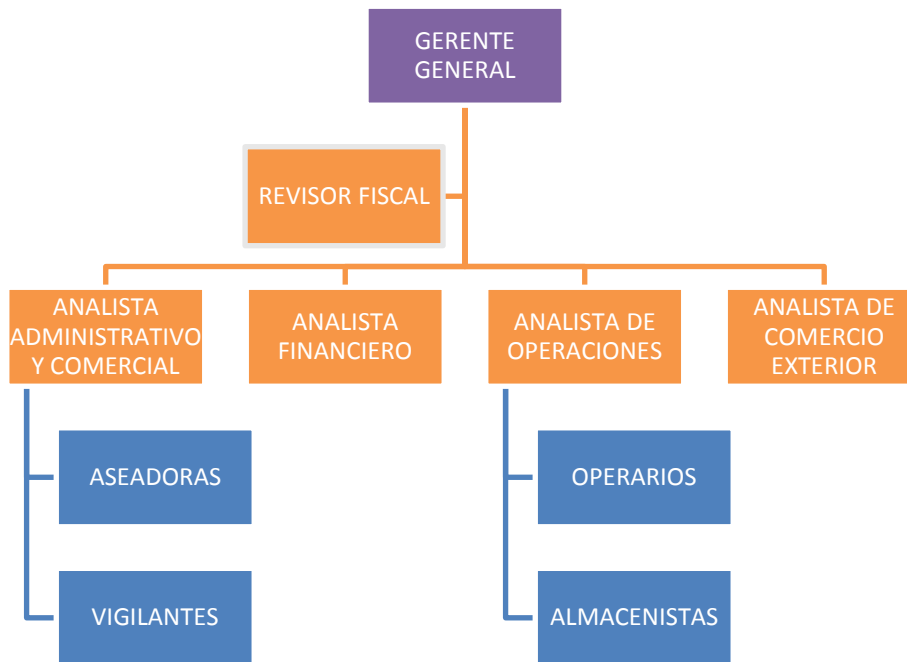 GERENTE
GENERAL
REVISOR FISCAL
ANALISTA
ADMINISTRATIVO
Y COMERCIAL
ANALISTA
FINANCIERO
ANALISTA DE
OPERACIONES
ANALISTA DE
COMERCIO
EXTERIOR
ASEADORAS
OPERARIOS
VIGILANTES
ALMACENISTAS